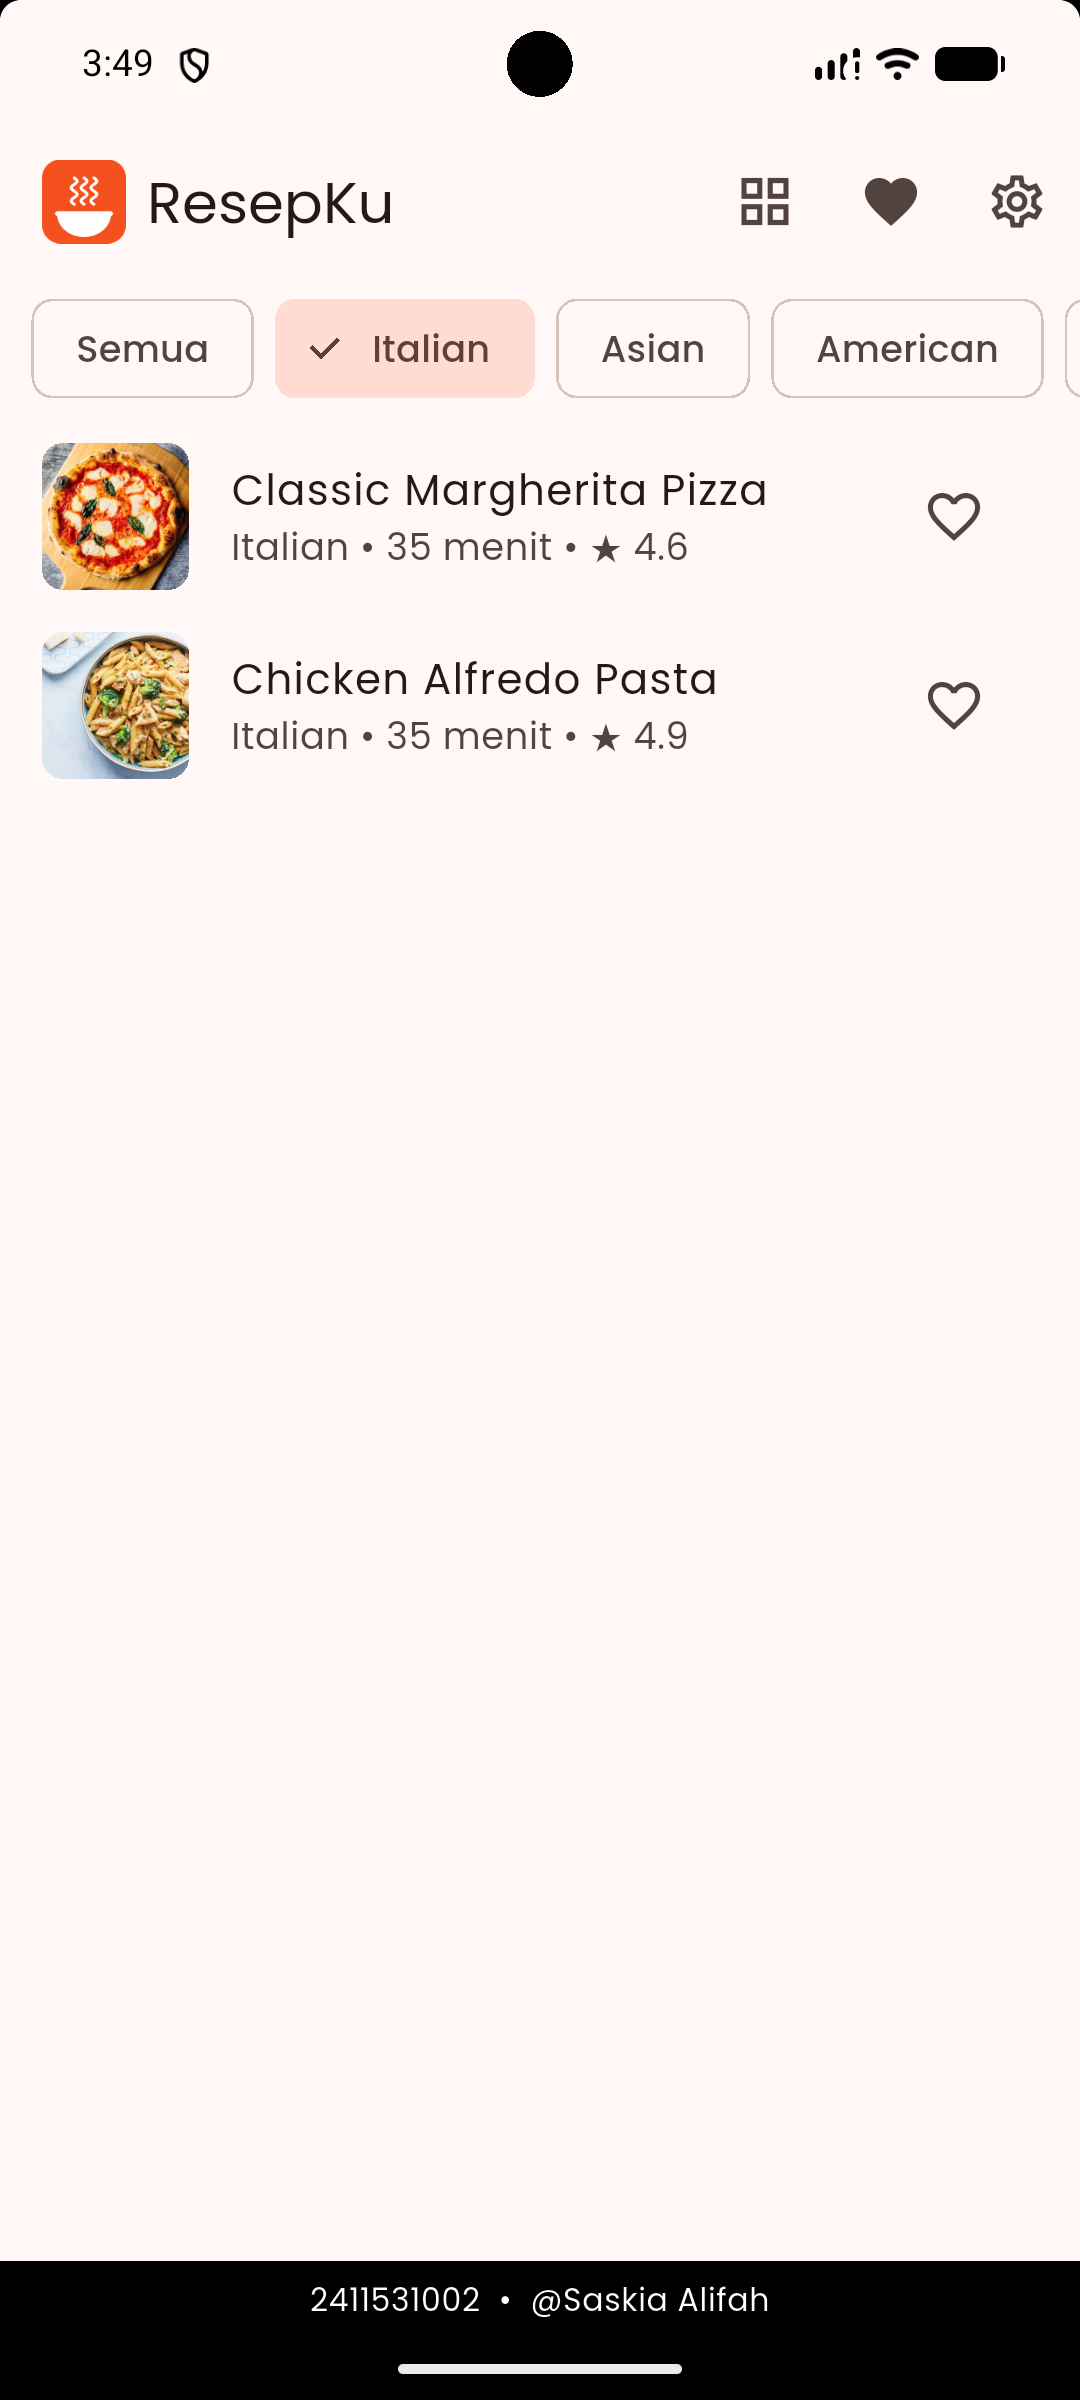 3:49
ResepKu
Semua
Italian
Asian
American
Classic Margherita Pizza
Italian • 35 menit • ★ 4.6
Chicken Alfredo Pasta
Italian • 35 menit • ★ 4.9
2411531002 • @Saskia Alifah